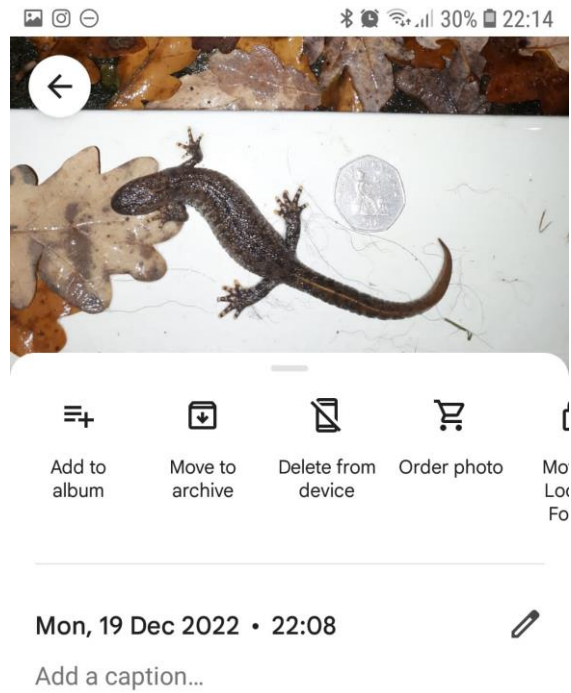 30% 22:14
Add to album
Move to archive
Delete from device
Order photo
Mon, 19 Dec 2022 • 22:08
Add a caption...